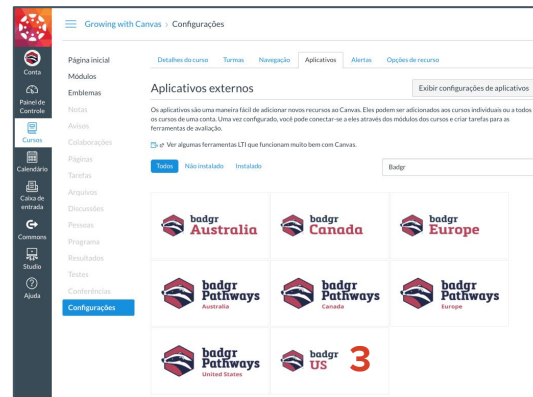 Growing with Canvas > Configurações
Conta
Painel de
Controle
Cursos
Calendário
Caixa de
entrada
Commons
Studio
Ajuda
Página inicial
Módulos
Emblemas
Notas
Avisos
Colaborações
Páginas
Tarefas
Arquivos
Discussões
Pessoas
Programa
Resultados
Testes
Conferências
Configurações
Detalhes do curso Turmas Navegação Aplicativos Alertas Opções de recurso
Aplicativos externos
Exibir configurações de aplicativos
Os aplicativos são uma maneira fácil de adicionar novos recursos ao Canvas. Eles podem ser adicionados aos cursos individuais ou a todos
os cursos de uma conta. Uma vez configurado, você pode conectar-se a eles através dos módulos dos cursos e criar tarefas para as
ferramentas de avaliação.
Ver algumas ferramentas LTI que funcionam muito bem com Canvas.
Todos Não instalado Instalado
Badgr
badgr
Australia
badgr
Canada
badgr
Europe
badgr
Pathways
Australia
badgr
Pathways
Canada
badgr
Pathways
Europe
badgr
Pathways
United States
badgr
US
3